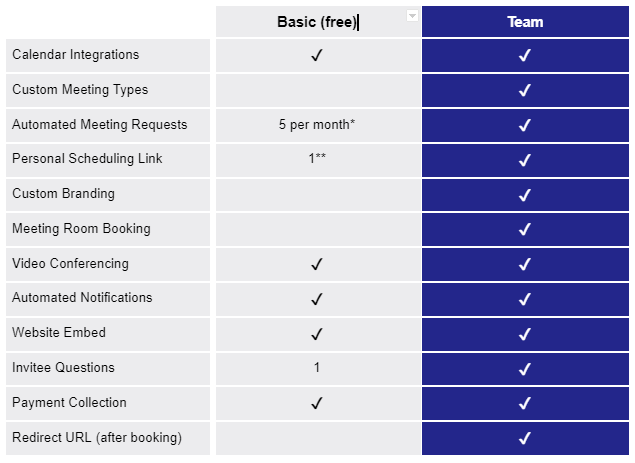 Basic (free) Team
Calendar Integrations ✓ ✓
Custom Meeting Types ✓
Automated Meeting Requests 5 per month* ✓
Personal Scheduling Link 1** ✓
Custom Branding ✓
Meeting Room Booking ✓
Video Conferencing ✓ ✓
Automated Notifications ✓ ✓
Website Embed ✓ ✓
Invitee Questions 1 ✓
Payment Collection ✓ ✓
Redirect URL (after booking) ✓